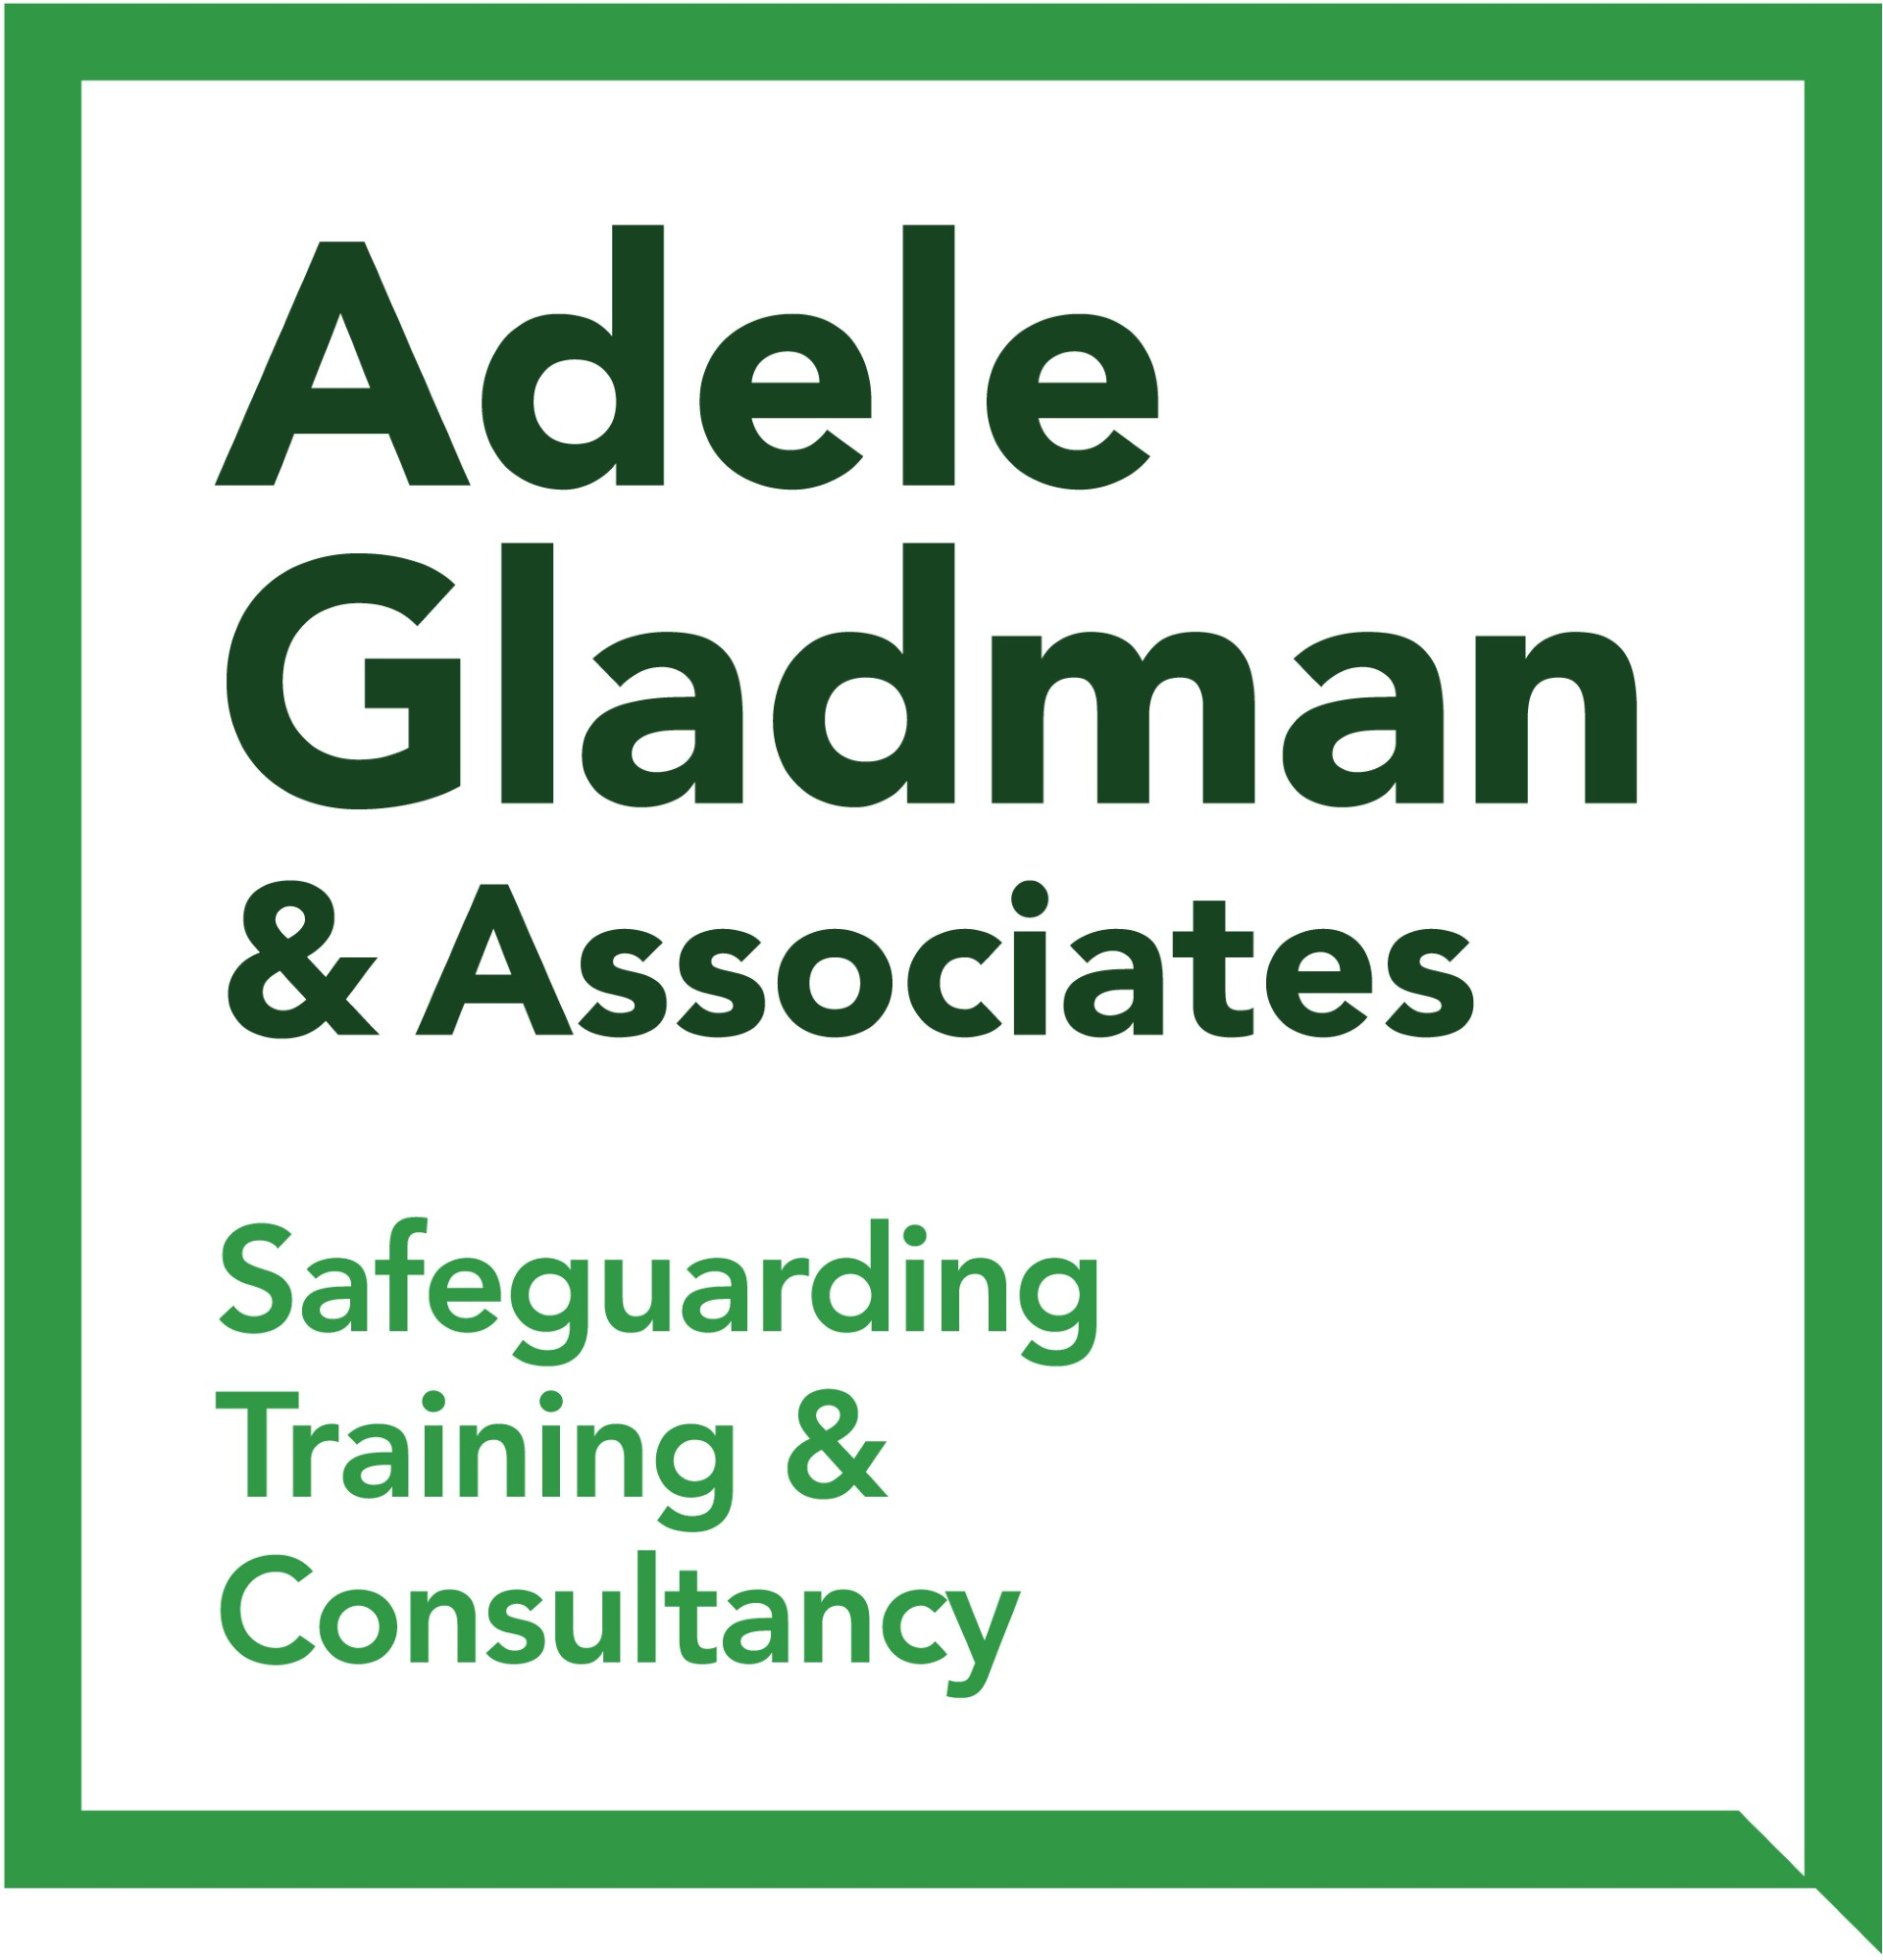 Adele
Gladman
& Associates
Safeguarding
Training &
Consultancy